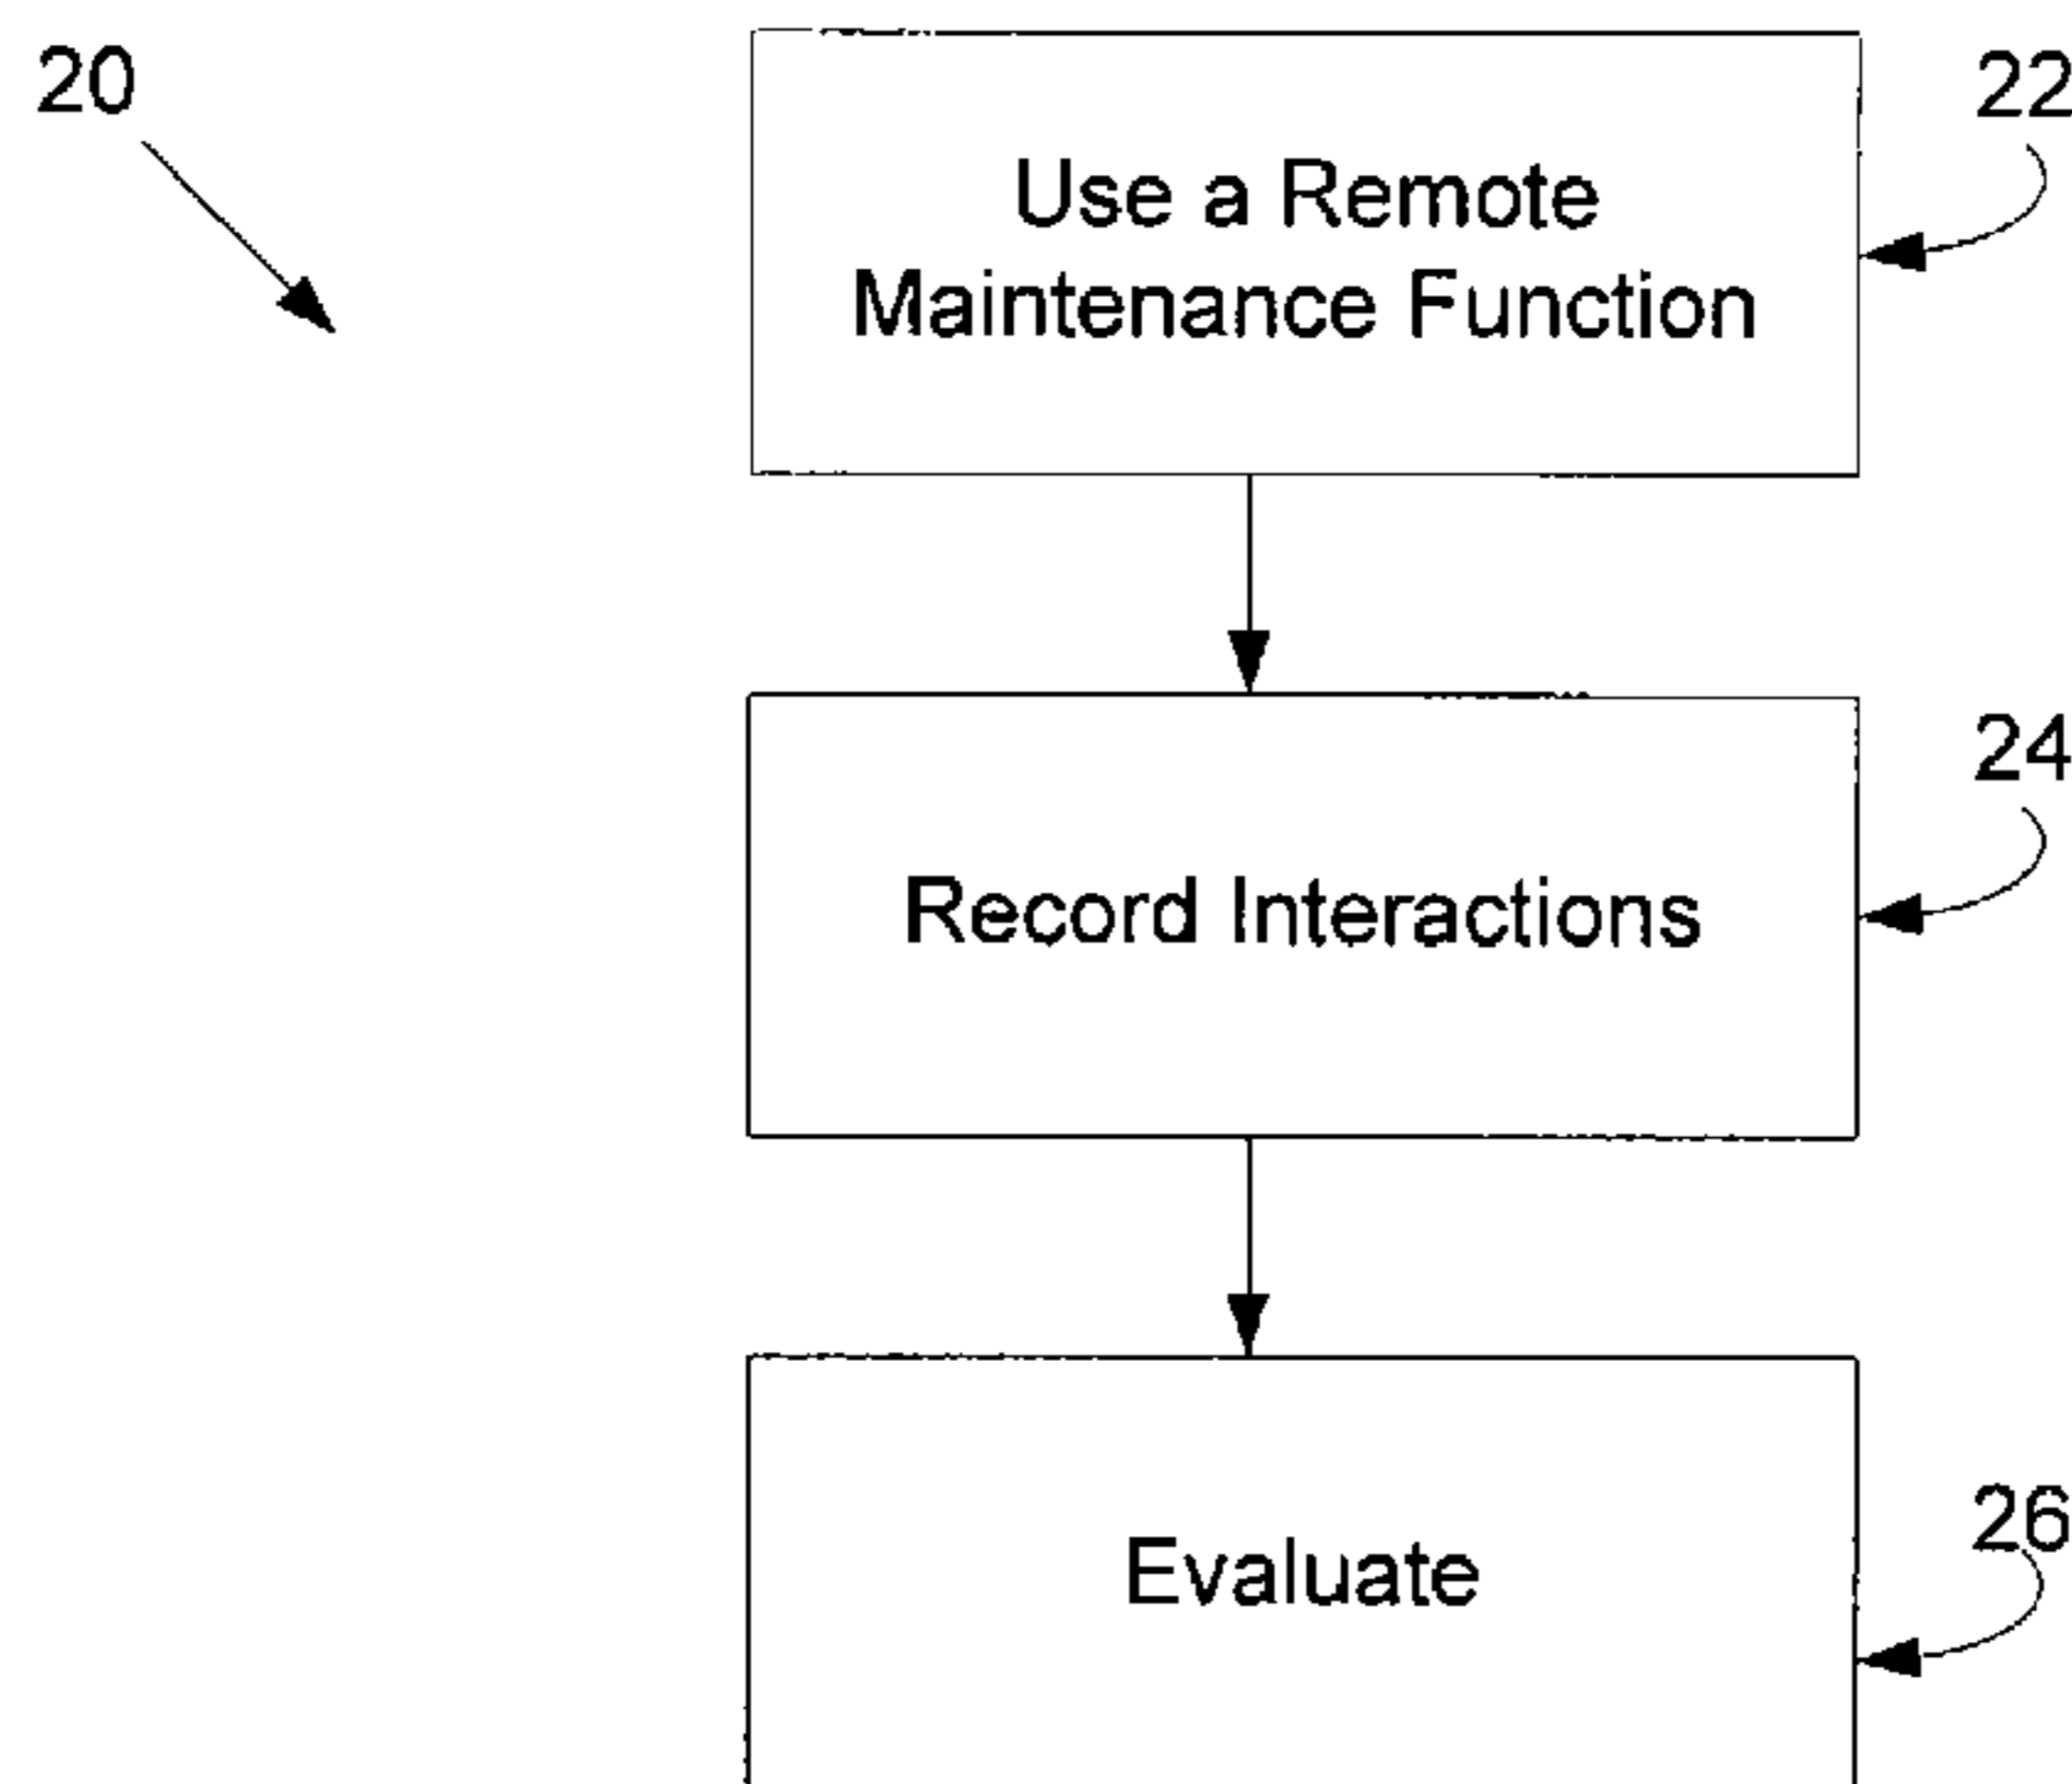 20
22
Use a Remote
Maintenance Function
24
Record Interactions
26
Evaluate